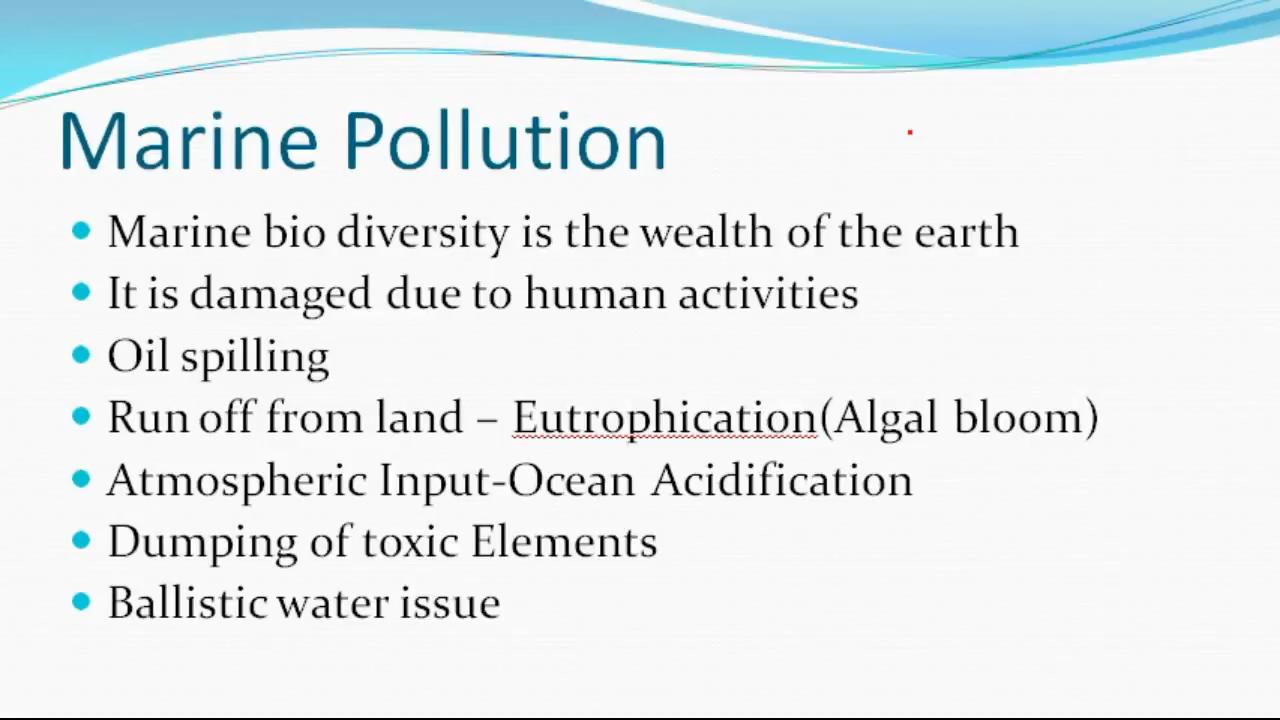 Marine Pollution
Marine bio diversity is the wealth of the earth
It is damaged due to human activities
Oil spilling
Run off from land – Eutrophication(Algal bloom)
Atmospheric Input-Ocean Acidification
Dumping of toxic Elements
Ballistic water issue